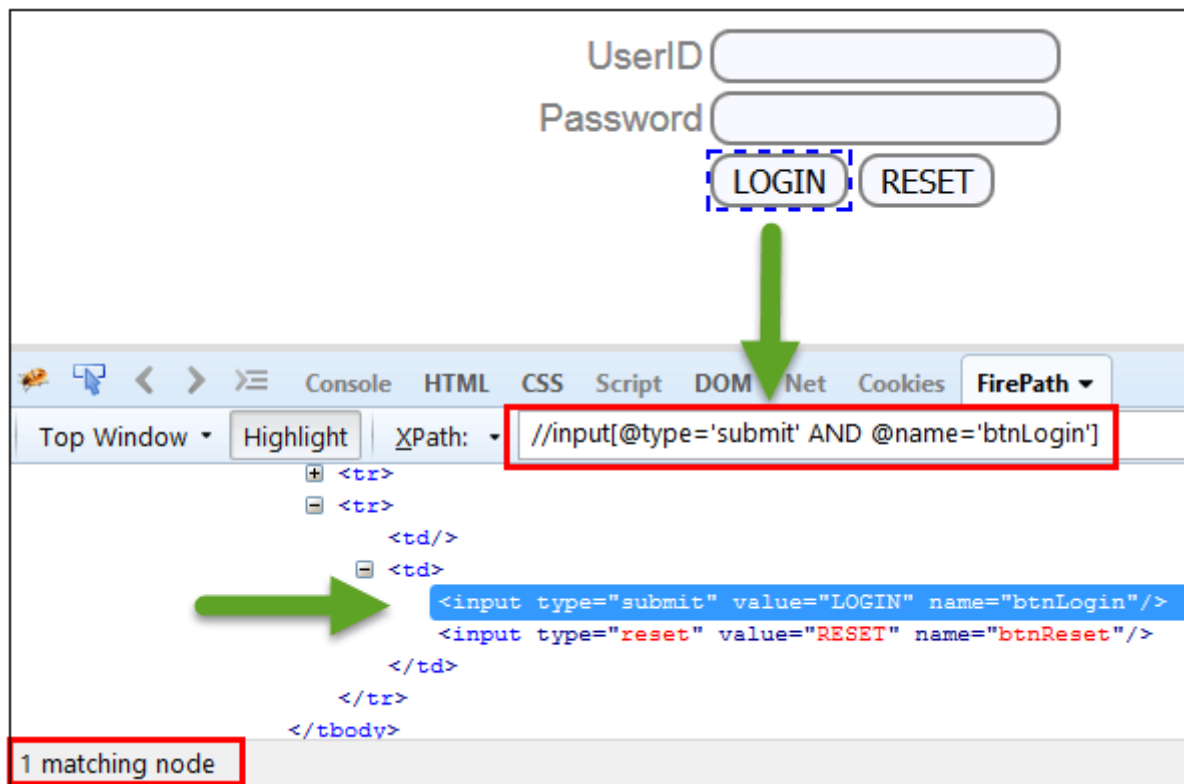 UserID
Password
LOGIN RESET
Console HTML CSS Script DOM Net Cookies FirePath
Top Window Highlight XPath: //input[@type='submit' AND @name='btnLogin']
<tr>
<tr>
<td/>
<td>
<input type="submit" value="LOGIN" name="btnLogin"/>
<input type="reset" value="RESET" name="btnReset"/>
</td>
</tr>
</tbody>
1 matching node